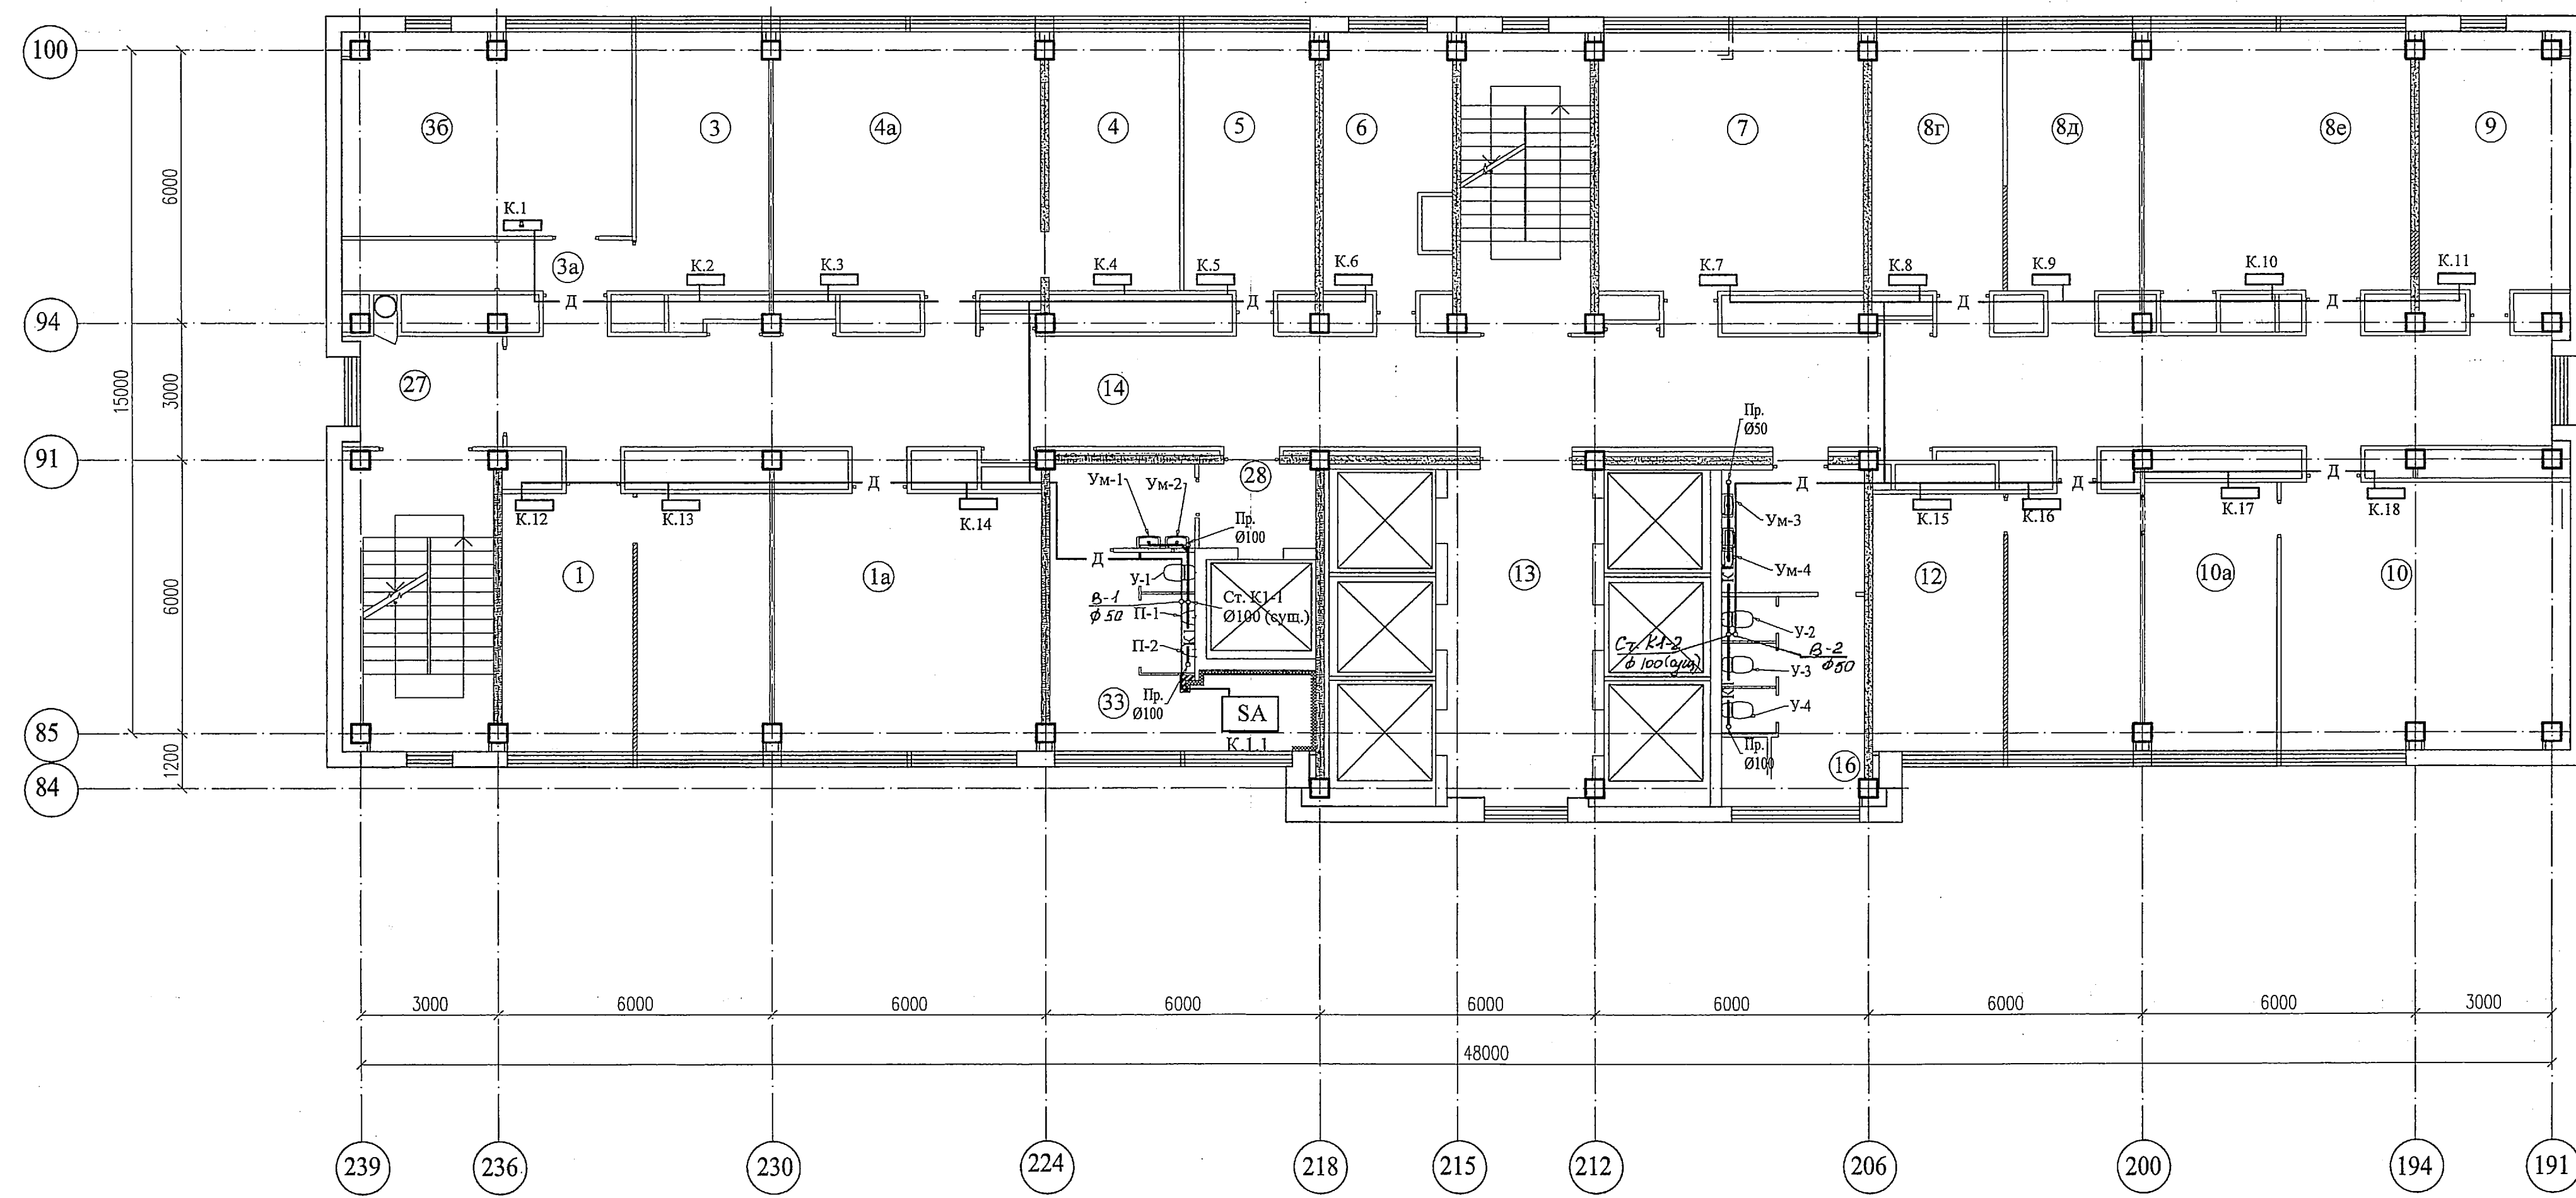 100
3б
3
4а
4
5
6
7
8г
8д
8е
9
6000
К.1
3а
К.2
К.3
К.4
К.5
К.6
К.7
К.8
К.9
К.10
К.11
Д
Д
Д
Д
94
15000
3000
27
14
Пр.
Ø50
91
Д
Ум-1
Ум-2
28
Д
Д
Д
К.12
К.13
К.14
Пр.
Ø100
Ум-3
К.15
К.16
К.17
К.18
Д
6000
1
1а
У-1
13
Ум-4
12
10а
10
В-1
ф 50
П-1
Ст. К1-1
Ø100 (сущ.)
У-2
П-2
Ст. К1-2
ф 100 (сущ)
В-2
ф50
У-3
33
Пр.
Ø100
SA
К.1.1
У-4
85
1200
Пр.
Ø100
16
84
3000
6000
6000
6000
6000
6000
6000
6000
3000
48000
239
236
230
224
218
215
212
206
200
194
191